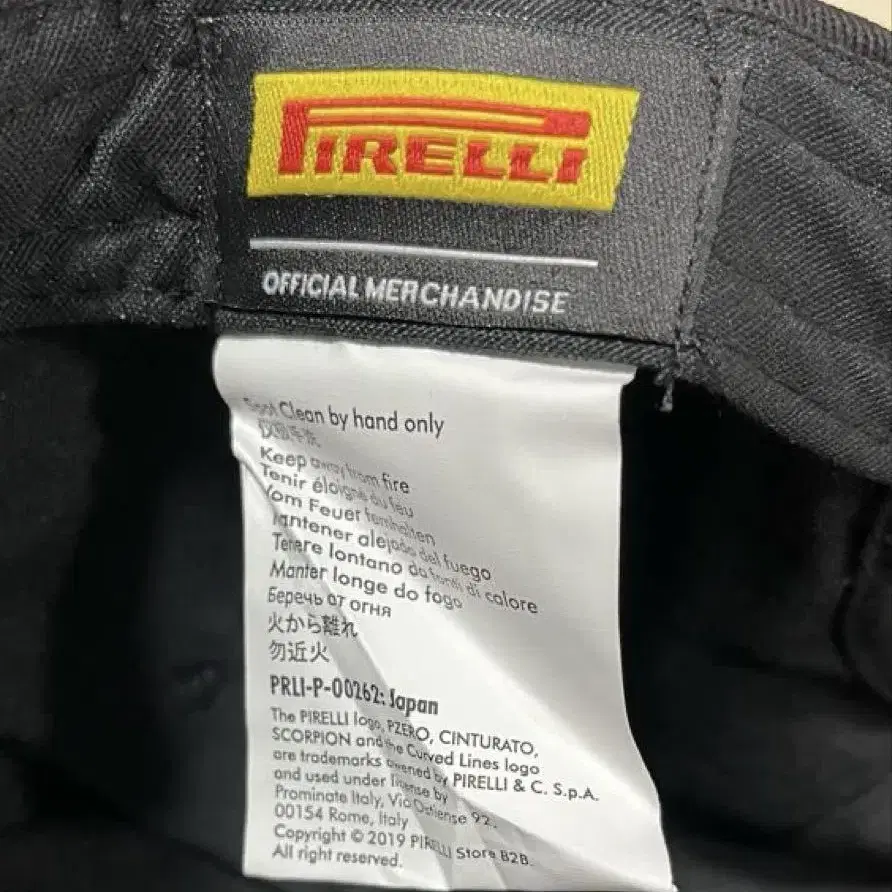 PIRELLI
OFFICIAL MERCHANDISE
Spot Clean by hand only
Keep away from fire
Tenir éloigné du feu
Vom Feuer fernhalten
Mantener alejado del fuego
Tenere lontano da fonti di calore
Manter longe do fogo
Беречь от огня
火から離れ
勿近火
PRLI-P-00262: Japan
The PIRELLI logo, PZERO, CINTURATO,
SCORPION and the Curved Lines logo
are trademarks owned by PIRELLI & C. S.p.A.
and used under license by
Prominate Italy, Via Ostiense 92.
00154 Rome, Italy
Copyright © 2019 PIRELLI Store B2B.
All right reserved.